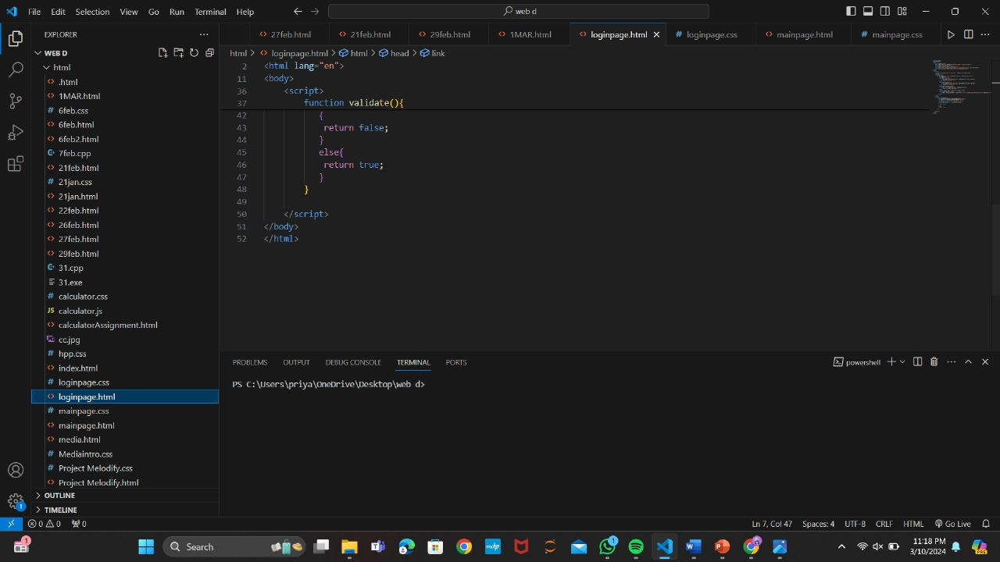 File Edit Selection View Go Run Terminal Help web d
EXPLORER
27feb.html 21feb.html 29feb.html 1MAR.html loginpage.html loginpage.css mainpage.html mainpage.css
WEB D
html > loginpage.html > html > head > link
html
.html
1MAR.html
6feb.css
6feb.html
6feb2.html
7feb.cpp
21feb.html
21jan.css
21jan.html
22feb.html
26feb.html
27feb.html
29feb.html
31.cpp
31.exe
calculator.css
JS calculator.js
calculatorAssignment.html
cc.jpg
hpp.css
index.html
loginpage.css
loginpage.html
mainpage.css
mainpage.html
media.html
Mediaintro.css
Project Melodify.css
Project Melodify.html
OUTLINE
TIMELINE
2 <html lang="en">
11 <body>
36 <script>
37 function validate(){
42 {
43 return false;
44 }
45 else{
46 return true;
47 }
48 }
49
50 </script>
51 </body>
52 </html>
PROBLEMS OUTPUT DEBUG CONSOLE TERMINAL PORTS powershell
PS C:\Users\priya\OneDrive\Desktop\web d>
1
0 0 0 Ln 7, Col 47 Spaces: 4 UTF-8 CRLF HTML Go Live
1 Search 1 11:18 PM
3/10/2024
PRE